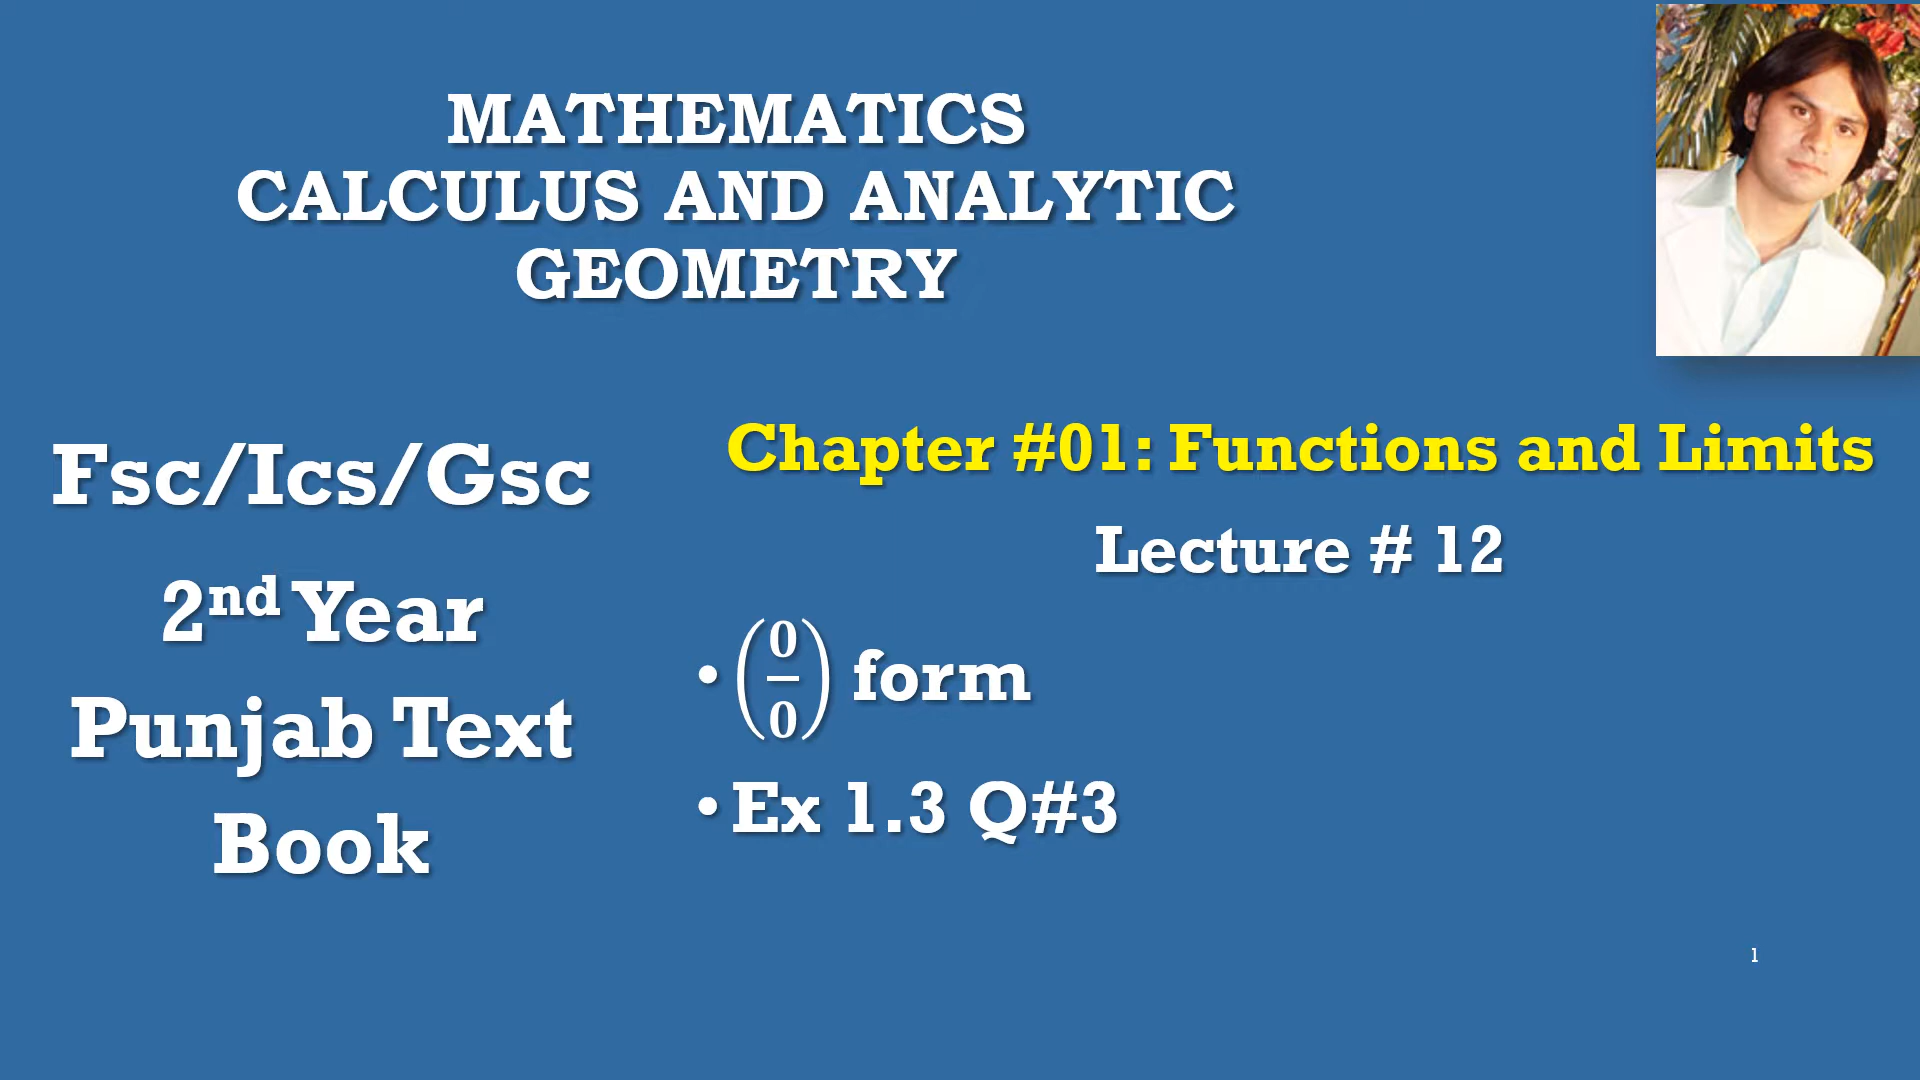 MATHEMATICS
CALCULUS AND ANALYTIC
GEOMETRY
Fsc/Ics/Gsc
2nd Year
Punjab Text
Book
Chapter #01: Functions and Limits
Lecture # 12
• (0/0) form
• Ex 1.3 Q#3
1